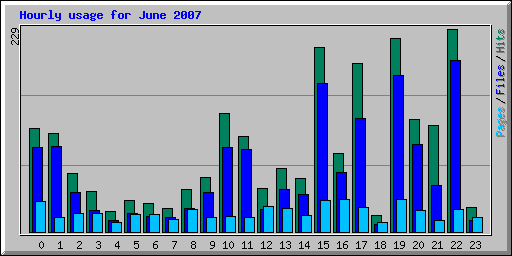 Hourly usage for June 2007
229
Pages / Files / Hits
0 1 2 3 4 5 6 7 8 9 10 11 12 13 14 15 16 17 18 19 20 21 22 23